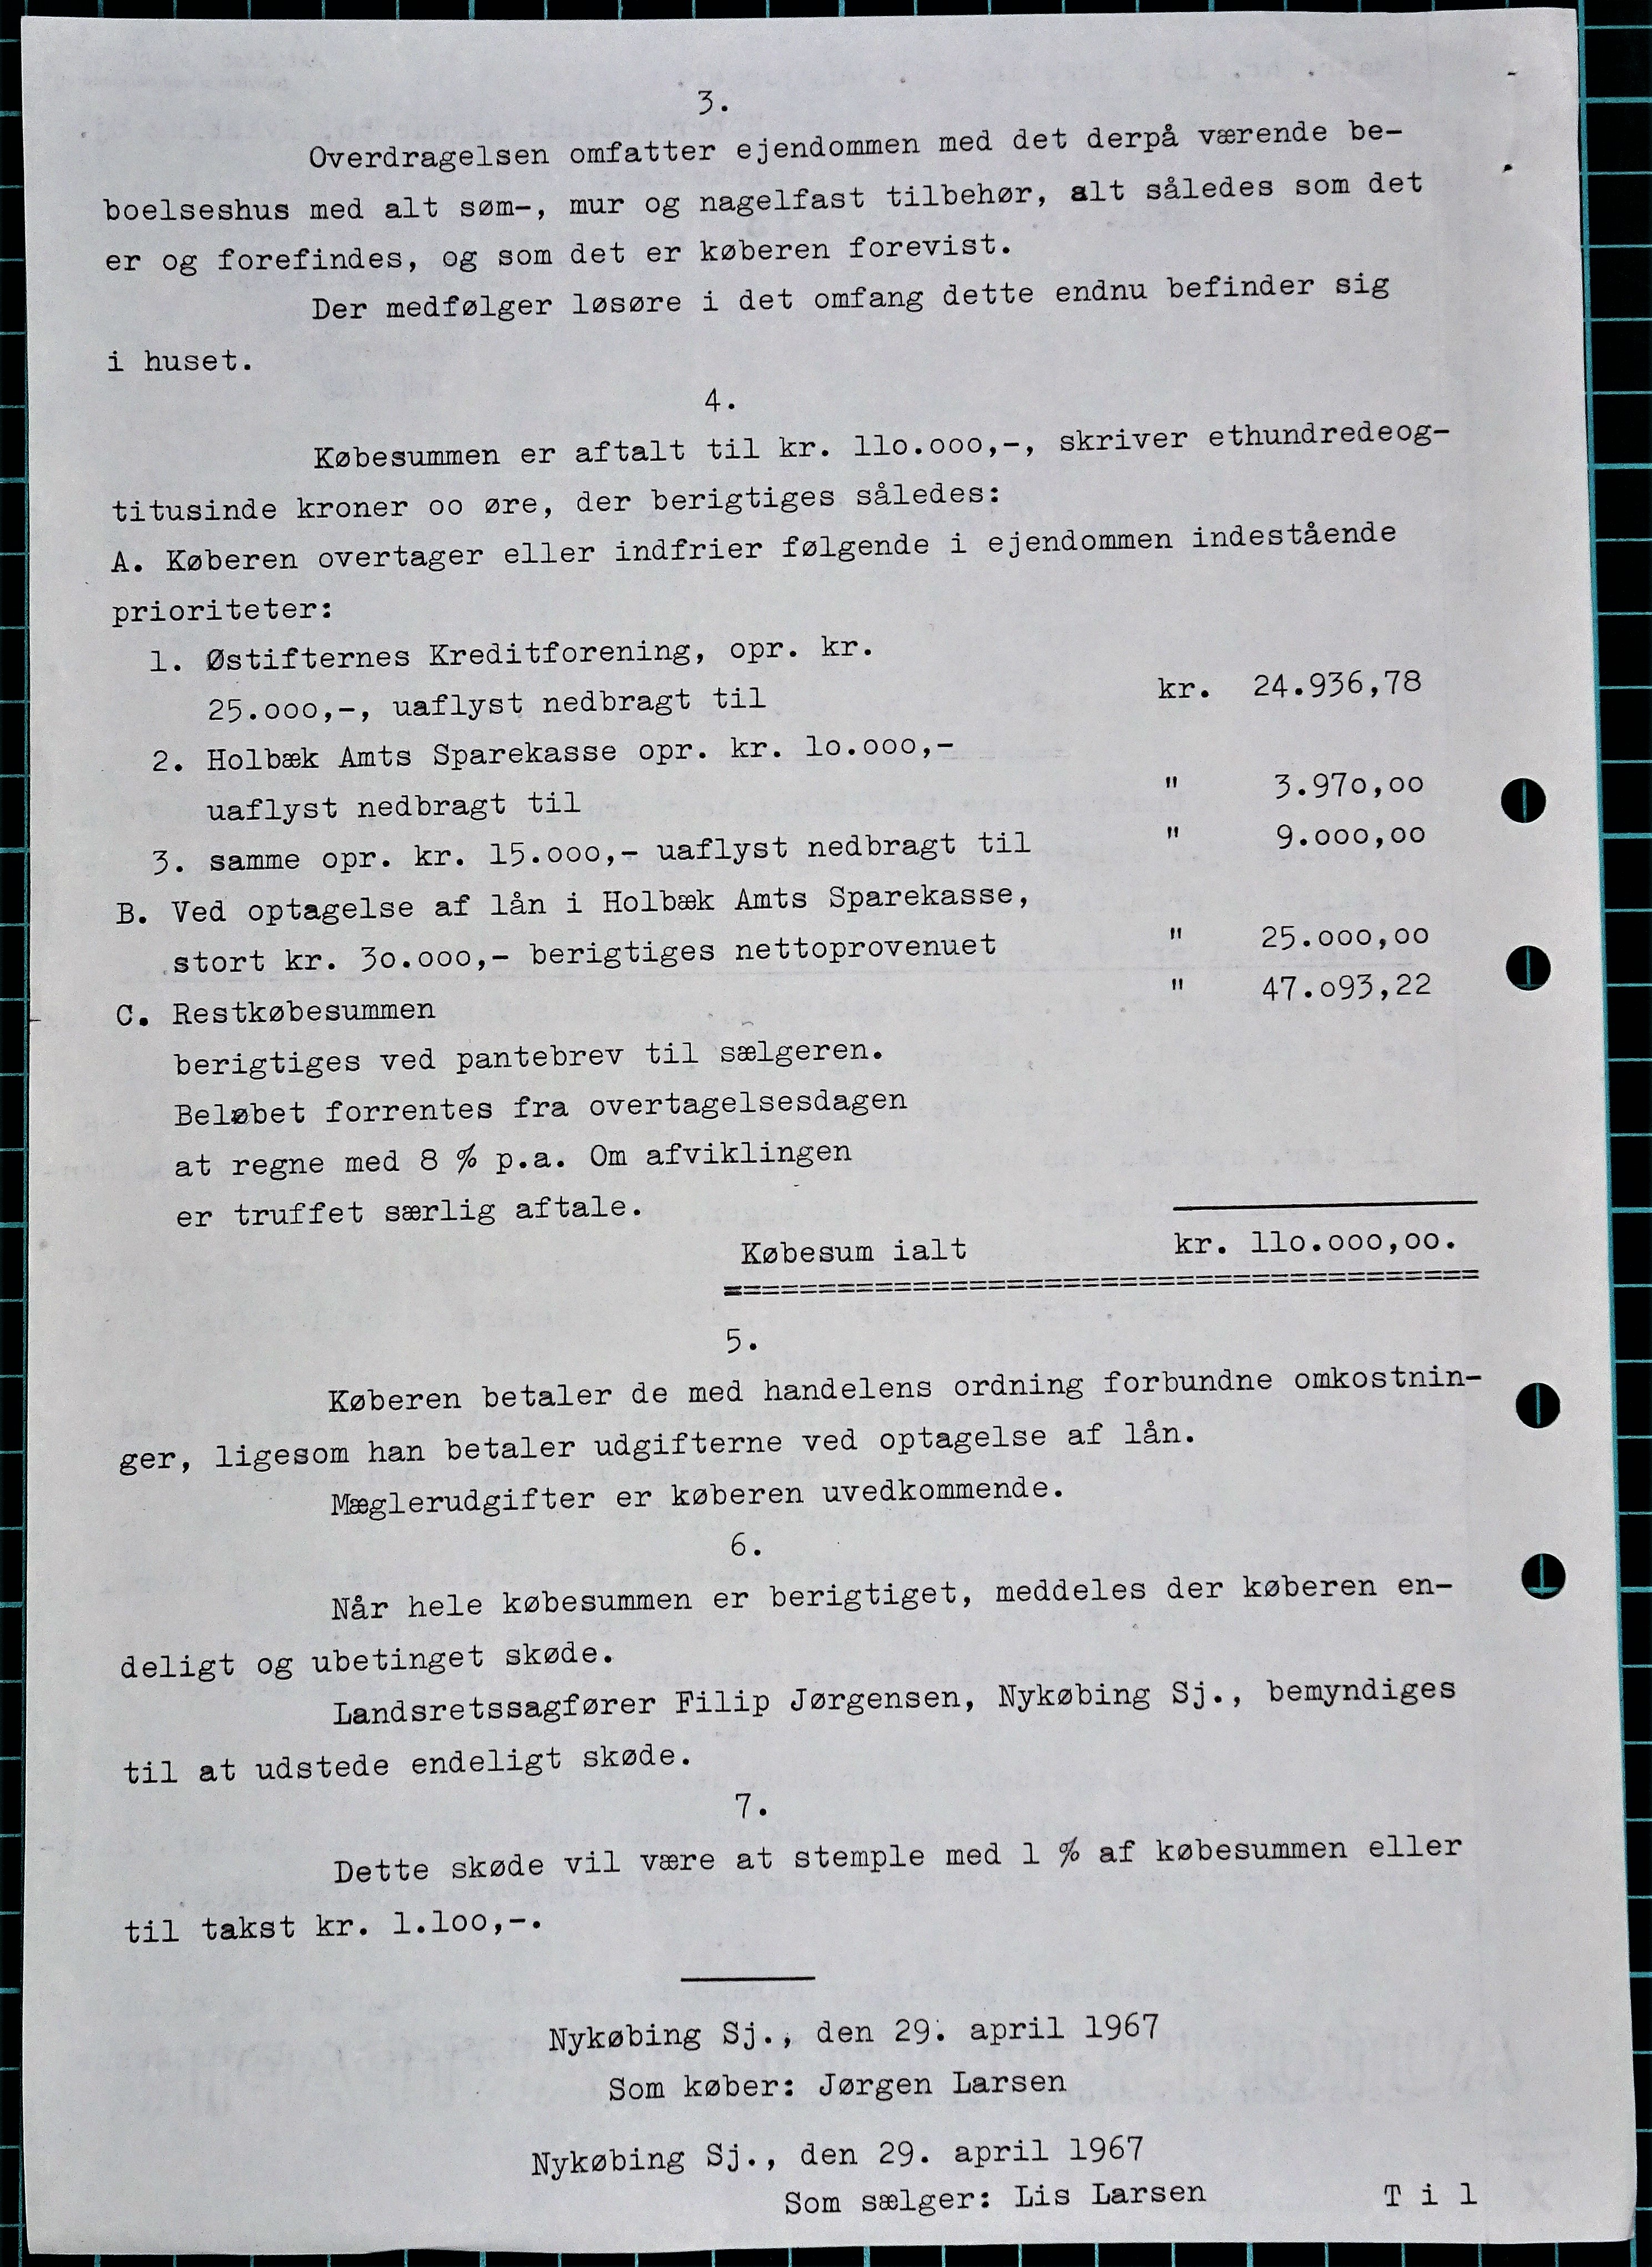 3.
Overdragelsen omfatter ejendommen med det derpå værende be-
boelseshus med alt søm-, mur og nagelfast tilbehør, alt således som det
er og forefindes, og som det er køberen forevist.
Der medfølger løsøre i det omfang dette endnu befinder sig
i huset.
4.
Købesummen er aftalt til kr. 110.000,-, skriver ethundredeog-
titusinde kroner oo øre, der berigtiges således:
A. Køberen overtager eller indfrier følgende i ejendommen indestående
prioriteter:
1. Østifternes Kreditforening, opr. kr.
25.000,-, uaflyst nedbragt til kr. 24.936,78
2. Holbæk Amts Sparekasse opr. kr. 10.000,-
uaflyst nedbragt til " 3.970,00
3. samme opr. kr. 15.000,- uaflyst nedbragt til " 9.000,00
B. Ved optagelse af lån i Holbæk Amts Sparekasse,
stort kr. 30.000,- berigtiges nettoprovenuet " 25.000,00
C. Restkøbesummen " 47.093,22
berigtiges ved pantebrev til sælgeren.
Beløbet forrentes fra overtagelsesdagen
at regne med 8 % p.a. Om afviklingen
er truffet særlig aftale.
Købesum ialt kr. 110.000,00.
5.
Køberen betaler de med handelens ordning forbundne omkostnin-
ger, ligesom han betaler udgifterne ved optagelse af lån.
Mæglerudgifter er køberen uvedkommende.
6.
Når hele købesummen er berigtiget, meddeles der køberen en-
deligt og ubetinget skøde.
Landsretssagfører Filip Jørgensen, Nykøbing Sj., bemyndiges
til at udstede endeligt skøde.
7.
Dette skøde vil være at stemple med 1 % af købesummen eller
til takst kr. 1.100,-.
Nykøbing Sj., den 29. april 1967
Som køber: Jørgen Larsen
Nykøbing Sj., den 29. april 1967
Som sælger: Lis Larsen
T i l